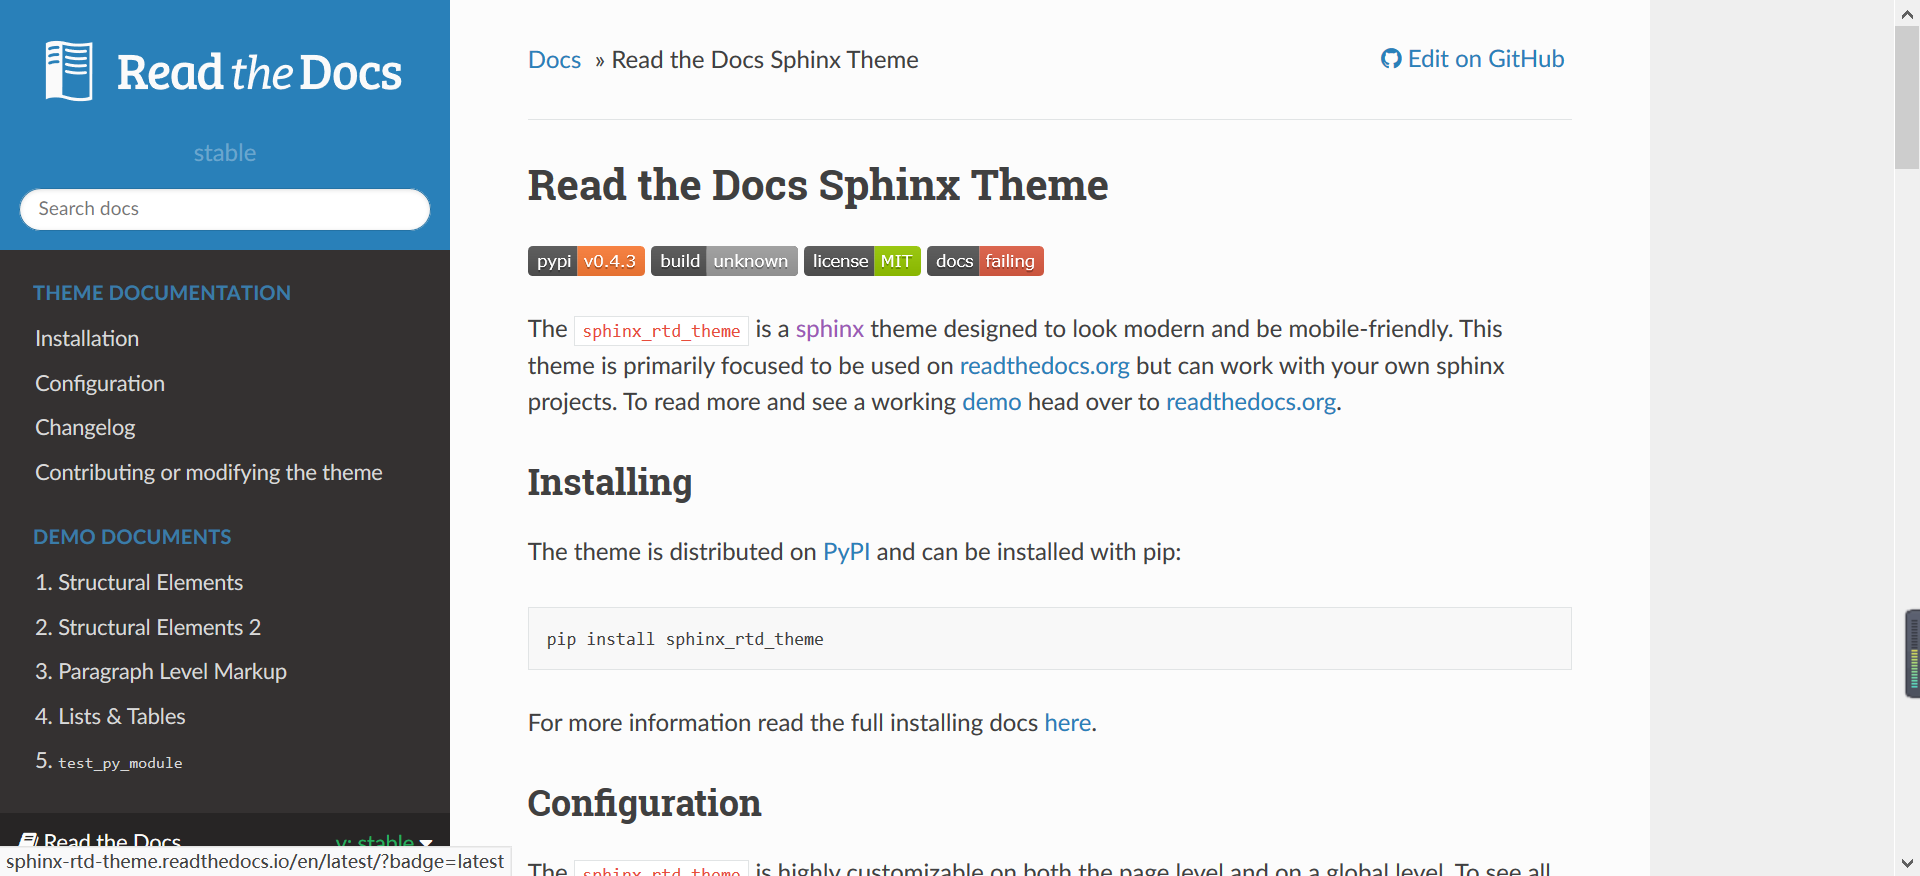 Read the Docs
stable
Search docs
THEME DOCUMENTATION
Installation
Configuration
Changelog
Contributing or modifying the theme
DEMO DOCUMENTS
1. Structural Elements
2. Structural Elements 2
3. Paragraph Level Markup
4. Lists & Tables
5. test_py_module
Read the Docs v: stable
sphinx-rtd-theme.readthedocs.io/en/latest/?badge=latest
Docs » Read the Docs Sphinx Theme Edit on GitHub
Read the Docs Sphinx Theme
pypi v0.4.3 build unknown license MIT docs failing
The sphinx_rtd_theme is a sphinx theme designed to look modern and be mobile-friendly. This
theme is primarily focused to be used on readthedocs.org but can work with your own sphinx
projects. To read more and see a working demo head over to readthedocs.org.
Installing
The theme is distributed on PyPI and can be installed with pip:
pip install sphinx_rtd_theme
For more information read the full installing docs here.
Configuration
The sphinx_rtd_theme is highly customizable on both the page level and on a global level. To see all